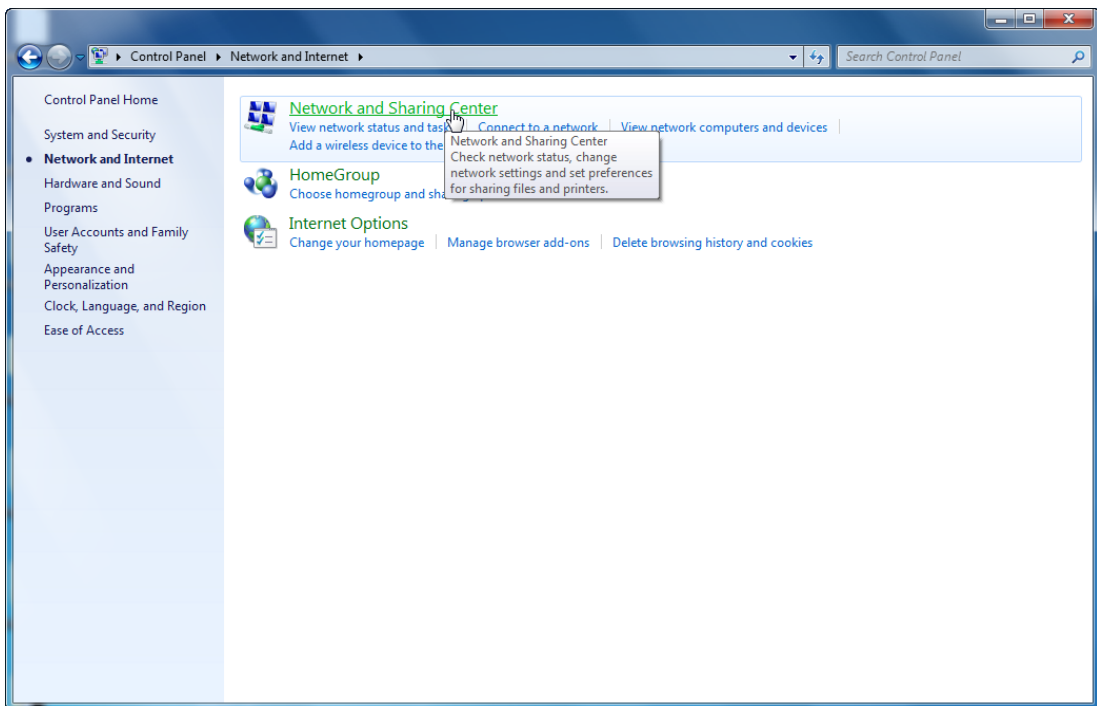 Control Panel ▸ Network and Internet ▸
Search Control Panel
Control Panel Home
System and Security
• Network and Internet
Hardware and Sound
Programs
User Accounts and Family
Safety
Appearance and
Personalization
Clock, Language, and Region
Ease of Access
Network and Sharing Center
View network status and task Connect to a network View network computers and devices
Add a wireless device to the
Network and Sharing Center
Check network status, change
network settings and set preferences
for sharing files and printers.
HomeGroup
Choose homegroup and
Internet Options
Change your homepage Manage browser add-ons Delete browsing history and cookies